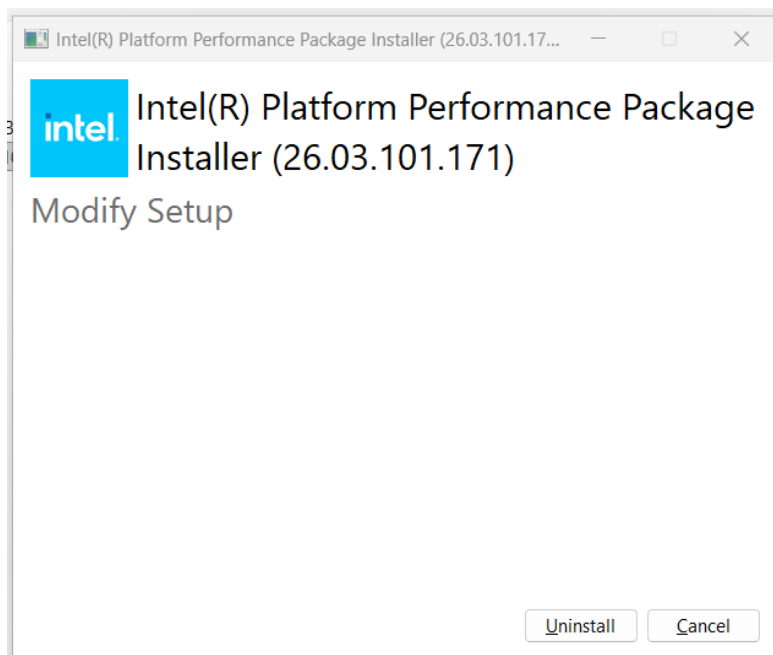 Intel(R) Platform Performance Package Installer (26.03.101.17...
intel.
Intel(R) Platform Performance Package
Installer (26.03.101.171)
Modify Setup
Uninstall
Cancel